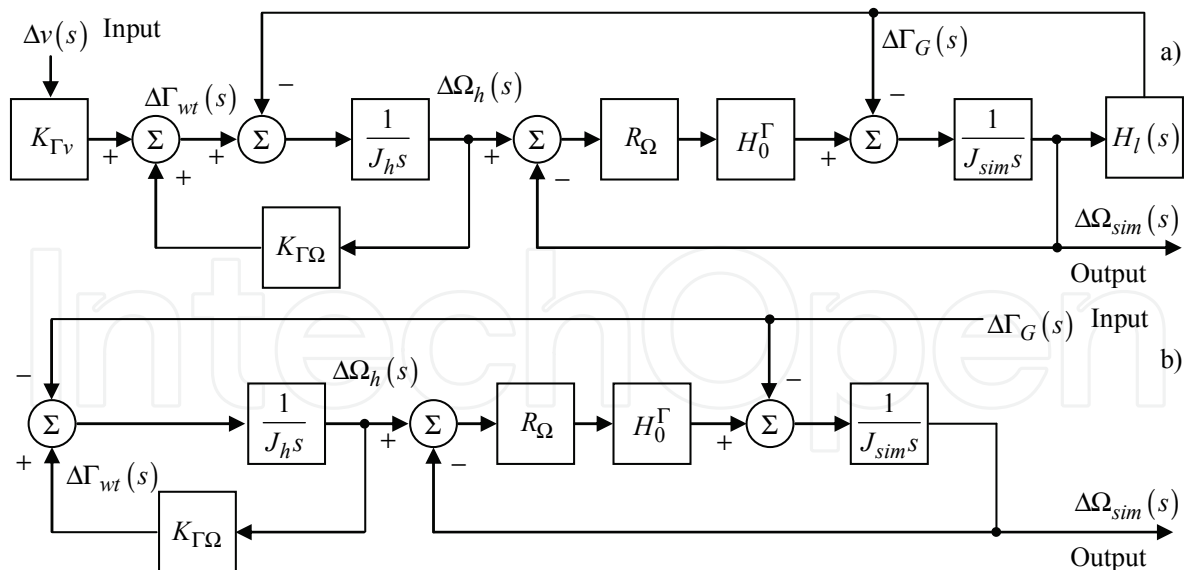 Δv(s) Input
ΔΓ_G(s)
a)
ΔΓ_wt(s)
ΔΩ_h(s)
−
−
K_Γv
Σ
Σ
1/(J_h s)
Σ
R_Ω
H_0^Γ
Σ
1/(J_sim s)
H_l(s)
+
+
+
+
+
−
K_ΓΩ
ΔΩ_sim(s)
Output
IntechOpen
ΔΓ_G(s) Input
b)
−
ΔΩ_h(s)
−
Σ
1/(J_h s)
Σ
R_Ω
H_0^Γ
Σ
1/(J_sim s)
+
+
+
−
ΔΓ_wt(s)
K_ΓΩ
ΔΩ_sim(s)
Output